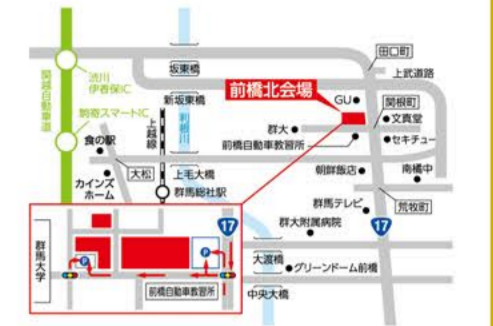 田口町
坂東橋
上武道路
渋川
伊香保IC
関越自動車道
前橋北会場
GU
関根町
新坂東橋
駒寄スマートIC
上越線
利根川
群大
文真堂
前橋自動車教習所
セキチュー
食の駅
大松
上毛大橋
朝鮮飯店
南橘中
カインズ
ホーム
群馬総社駅
荒牧町
群馬テレビ
群大附属病院
17
17
群馬大学
P
P
大渡橋
グリーンドーム前橋
前橋自動車教習所
中央大橋